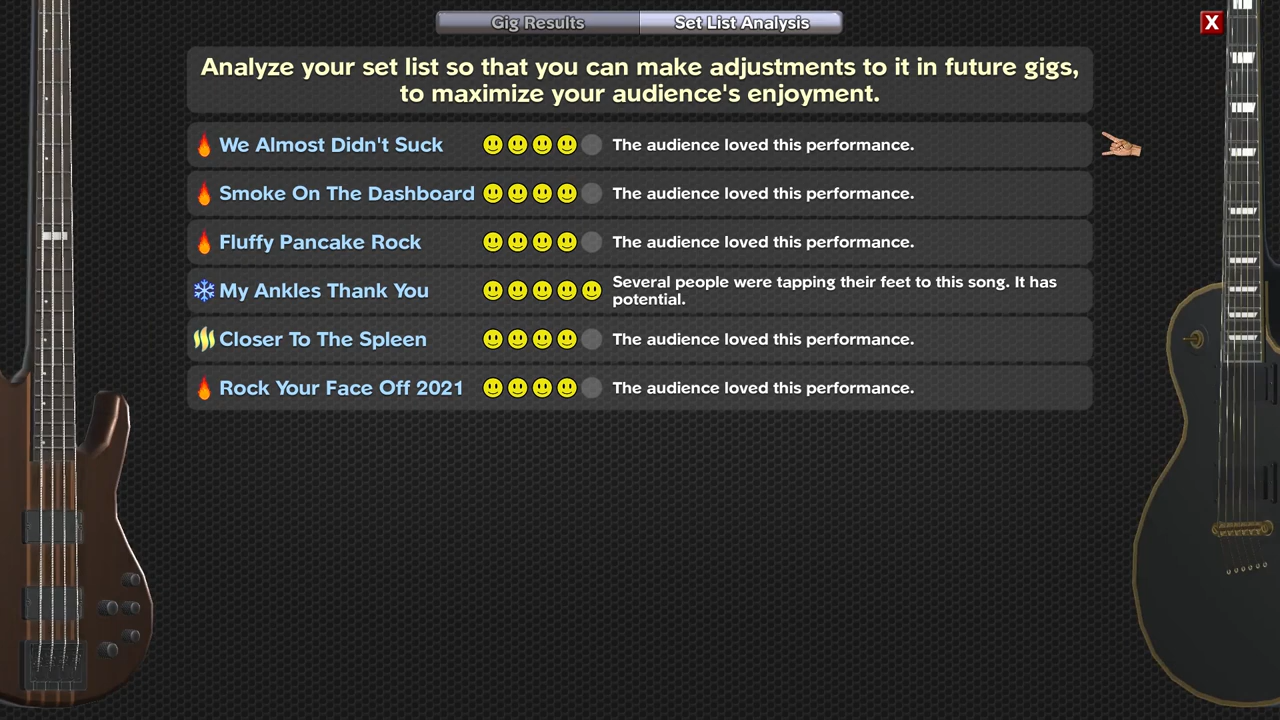 Gig Results
Set List Analysis
X
Analyze your set list so that you can make adjustments to it in future gigs,
to maximize your audience's enjoyment.
We Almost Didn't Suck
The audience loved this performance.
Smoke On The Dashboard
The audience loved this performance.
Fluffy Pancake Rock
The audience loved this performance.
My Ankles Thank You
Several people were tapping their feet to this song. It has
potential.
Closer To The Spleen
The audience loved this performance.
Rock Your Face Off 2021
The audience loved this performance.